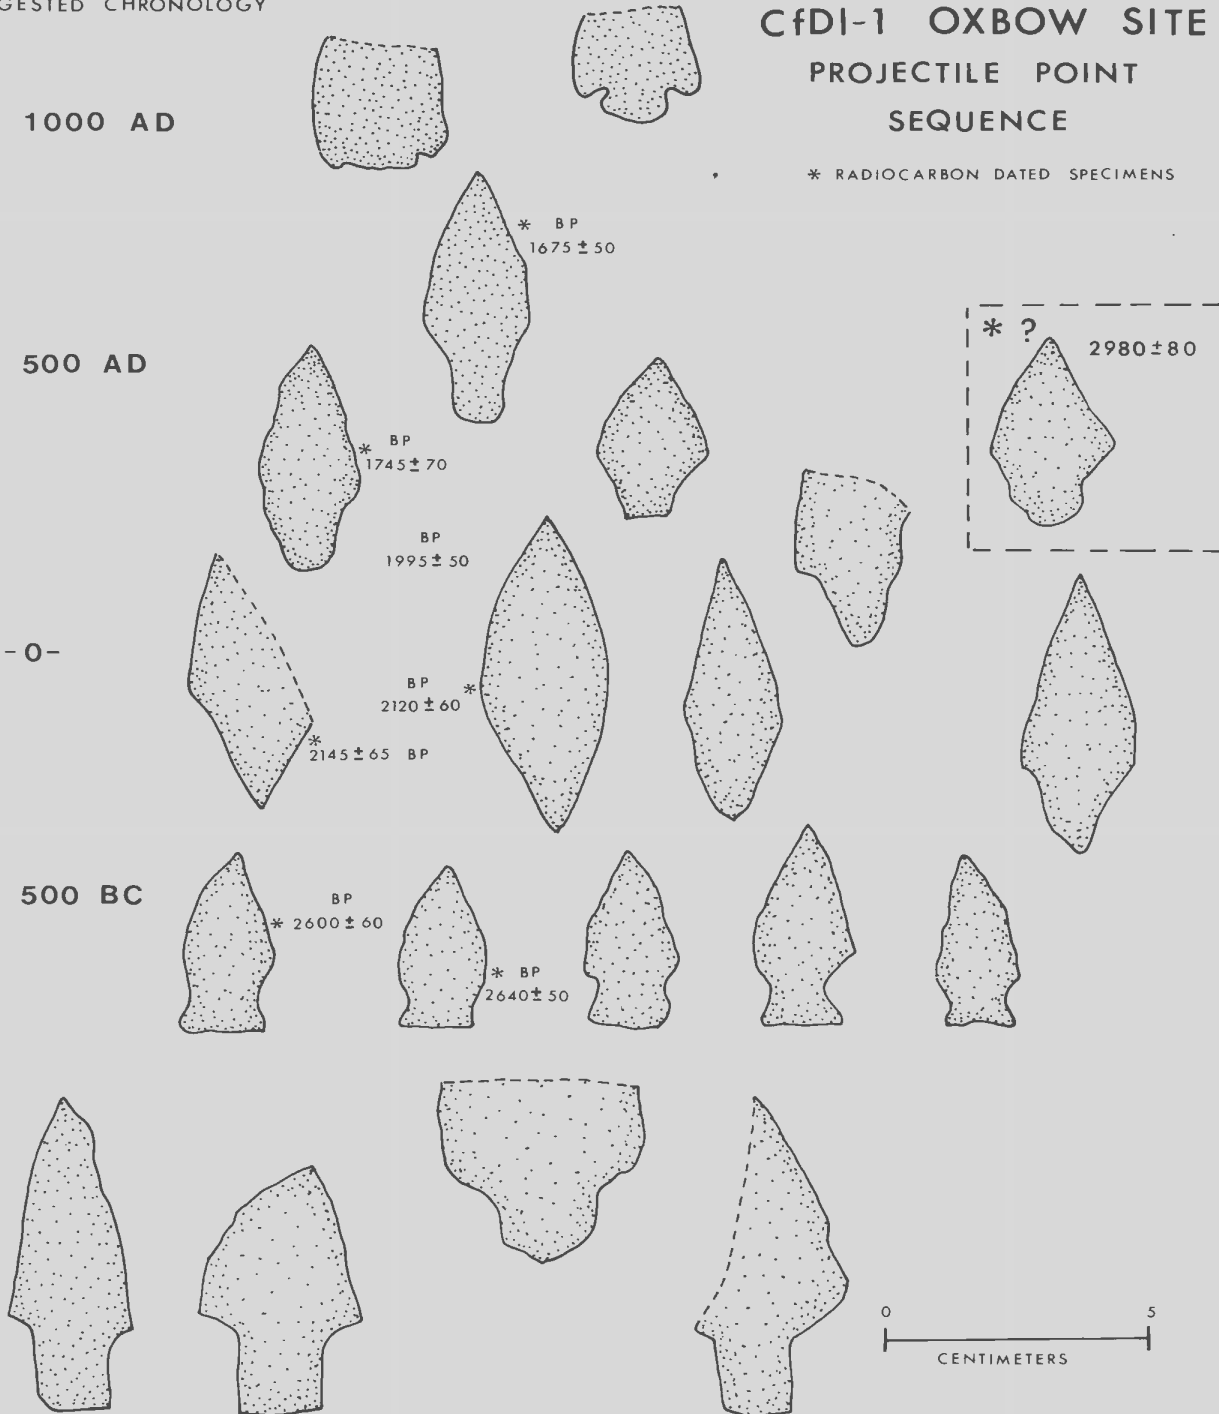 CHRONOLOGY
CfDl-1 OXBOW SITE
PROJECTILE POINT
SEQUENCE
* RADIOCARBON DATED SPECIMENS
1000 AD
* BP
1675 ± 50
500 AD
* ?
2980 ± 80
* BP
1745 ± 70
BP
1995 ± 50
-0-
BP
2120 ± 60 *
*
2145 ± 65 BP
500 BC
BP
* 2600 ± 60
* BP
2640 ± 50
0 5
CENTIMETERS